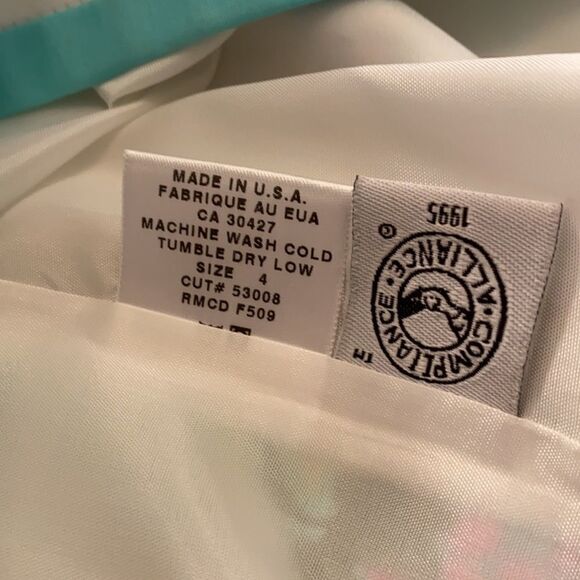 MADE IN U.S.A.
FABRIQUE AU EUA
CA 30427
MACHINE WASH COLD
TUMBLE DRY LOW
SIZE 4
CUT# 53008
RMCD F509
™
COMPLIANCE · ALLIANCE ·
©
1995